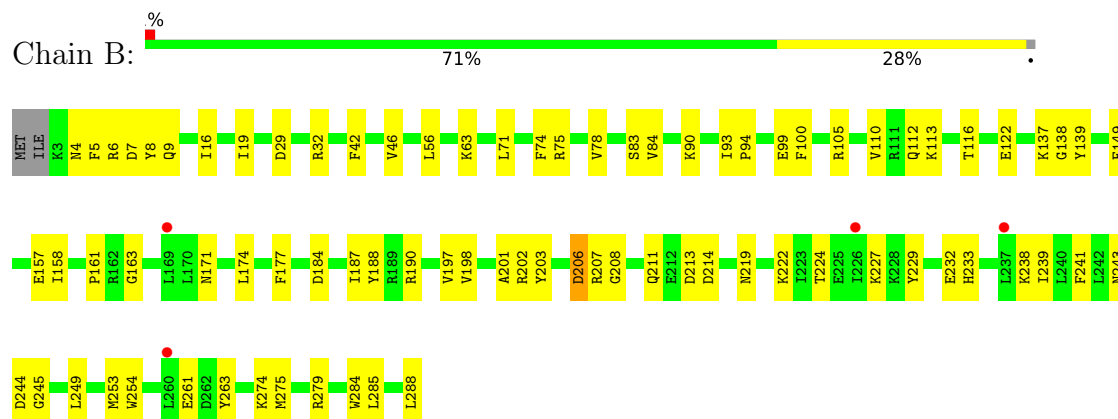 .%
Chain B:
71% 28% •
MET ILE K3 N4 F5 R6 D7 Y8 Q9 I16 I19 D29 R32 F42 V46 L56 K63 L71 F74 R75 V78 S83 V84 K90 I93 P94 E99 F100 R105 V110 R111 Q112 K113 T116 E122 K137 G138 Y139
E157 I158 P161 R162 G163 L169 L170 N171 L174 F177 D184 I187 Y188 R189 R190 V197 V198 A201 R202 Y203 D206 R207 G208 Q211 E212 D213 D214 N219 K222 I223 T224 E225 I226 K227 K228 Y229 E232 H233 L237 K238 I239 L240 F241 L242 N243
D244 G245 L249 M253 W254 L260 E261 D262 Y263 K274 M275 R279 W284 L285 L288